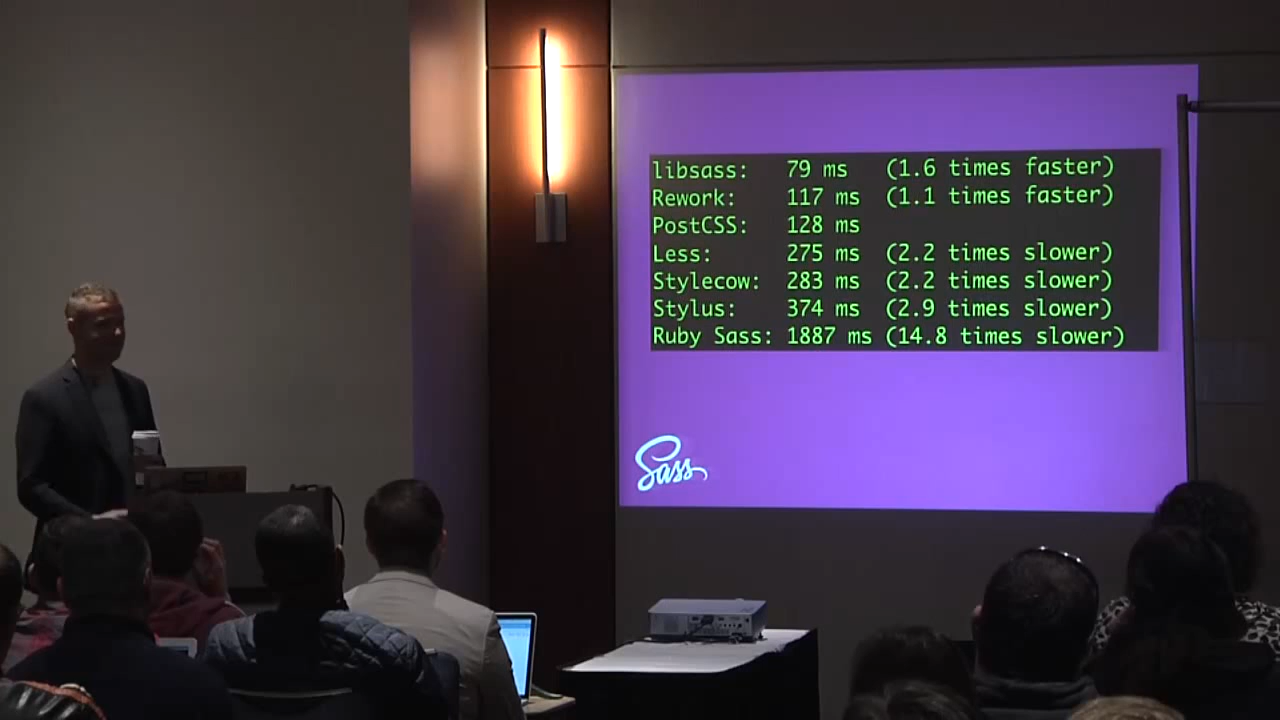 libsass: 79 ms (1.6 times faster)
Rework: 117 ms (1.1 times faster)
PostCSS: 128 ms
Less: 275 ms (2.2 times slower)
Stylecow: 283 ms (2.2 times slower)
Stylus: 374 ms (2.9 times slower)
Ruby Sass: 1887 ms (14.8 times slower)
Sass